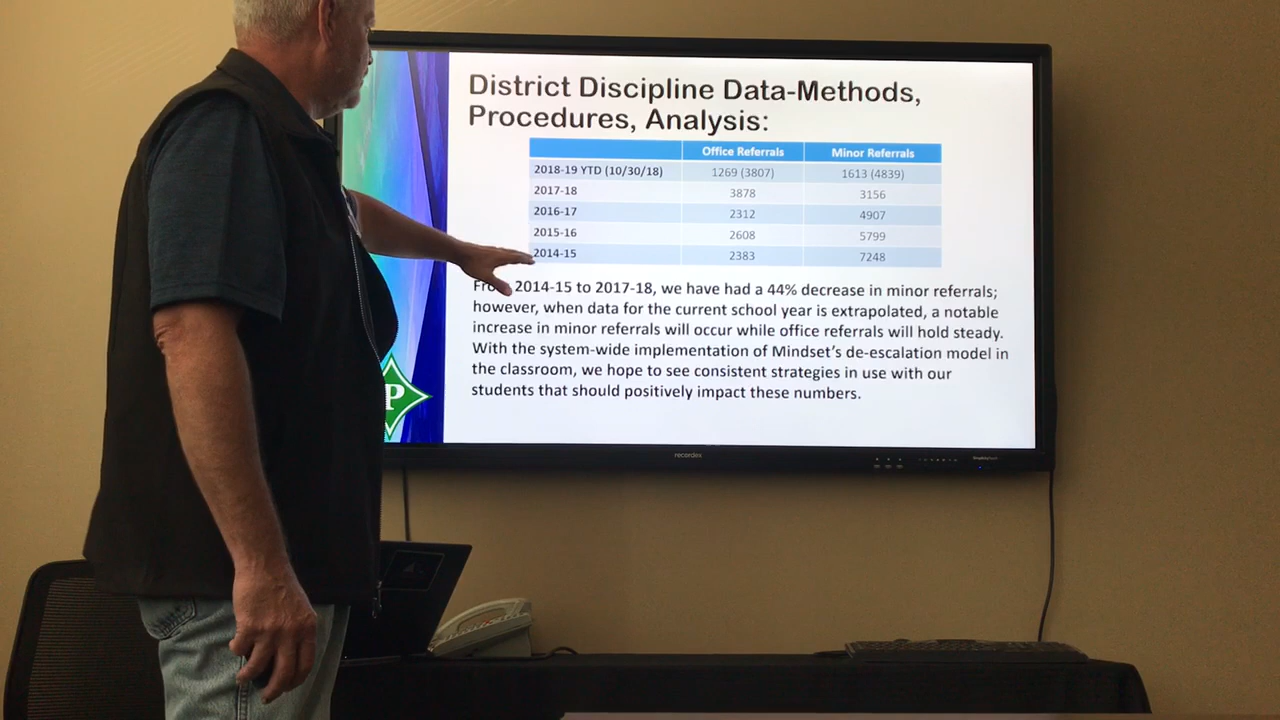 District Discipline Data-Methods,
Procedures, Analysis:
Office Referrals Minor Referrals
2018-19 YTD (10/30/18) 1269 (3807) 1613 (4839)
2017-18 3878 3156
2016-17 2312 4907
2015-16 2608 5799
2014-15 2383 7248
2014-15 to 2017-18, we have had a 44% decrease in minor referrals;
however, when data for the current school year is extrapolated, a notable
increase in minor referrals will occur while office referrals will hold steady.
With the system-wide implementation of Mindset's de-escalation model in
the classroom, we hope to see consistent strategies in use with our
students that should positively impact these numbers.
P
recordex